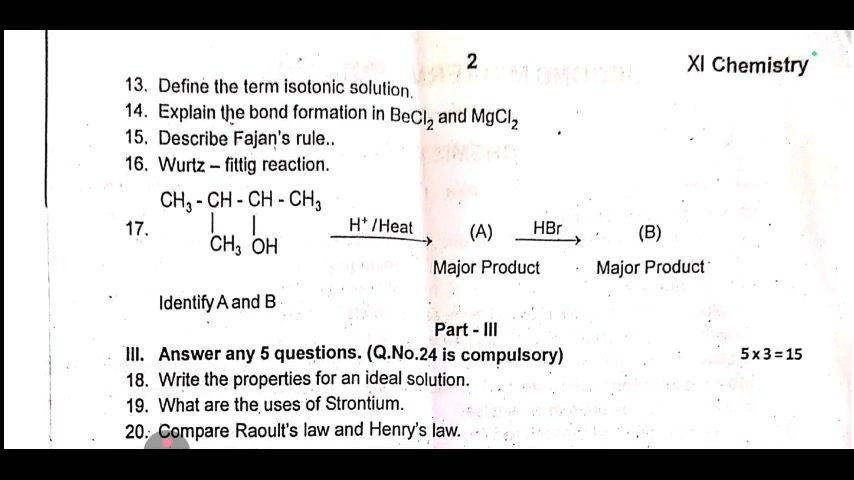 2
XI Chemistry
13. Define the term isotonic solution.
14. Explain the bond formation in BeCl₂ and MgCl₂
15. Describe Fajan's rule..
16. Wurtz – fittig reaction.
CH₃ - CH - CH - CH₃
17.
CH₃ OH
H⁺ /Heat
(A)
HBr
(B)
Major Product
Major Product
Identify A and B
Part - III
III. Answer any 5 questions. (Q.No.24 is compulsory) 5 x 3 = 15
18. Write the properties for an ideal solution.
19. What are the uses of Strontium.
20. Compare Raoult's law and Henry's law.